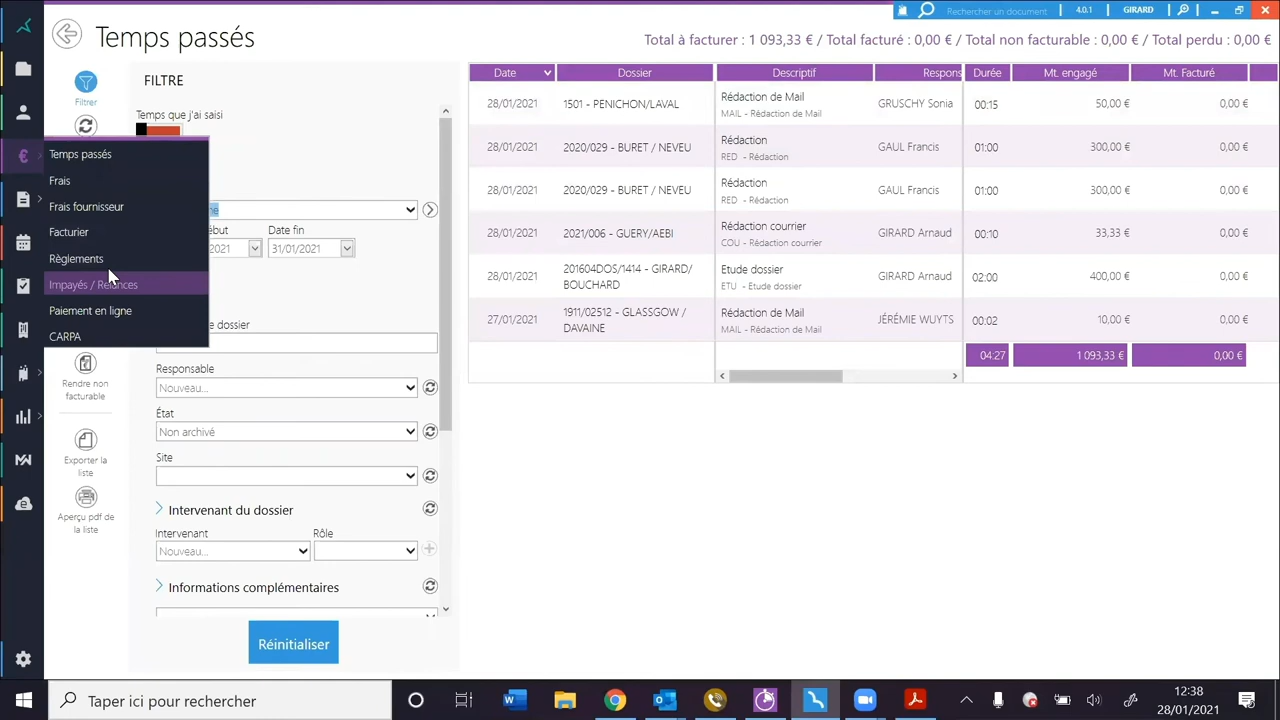 Rechercher un document
4.0.1
GIRARD
Temps passés
Total à facturer : 1 093,33 € / Total facturé : 0,00 € / Total non facturable : 0,00 € / Total perdu : 0,00 €
Filtrer
FILTRE
Temps que j'ai saisi
Temps passés
Frais
Frais fournisseur
Facturier
Règlements
Impayés / Relances
Paiement en ligne
CARPA
Date fin
2021
31/01/2021
de dossier
Responsable
Nouveau...
État
Non archivé
Site
Intervenant du dossier
Intervenant
Rôle
Nouveau...
Informations complémentaires
Réinitialiser
Rendre non
facturable
Exporter la
liste
Aperçu pdf de
la liste
Date Dossier Descriptif Respons Durée Mt. engagé Mt. Facturé
28/01/2021 1501 - PENICHON/LAVAL Rédaction de Mail GRUSCHY Sonia 00:15 50,00 € 0,00 €
MAIL - Rédaction de Mail
28/01/2021 2020/029 - BURET / NEVEU Rédaction GAUL Francis 01:00 300,00 € 0,00 €
RED - Rédaction
28/01/2021 2020/029 - BURET / NEVEU Rédaction GAUL Francis 01:00 300,00 € 0,00 €
RED - Rédaction
28/01/2021 2021/006 - GUERY/AEBI Rédaction courrier GIRARD Arnaud 00:10 33,33 € 0,00 €
COU - Rédaction courrier
28/01/2021 201604DOS/1414 - GIRARD/ BOUCHARD Etude dossier GIRARD Arnaud 02:00 400,00 € 0,00 €
ETU - Etude dossier
27/01/2021 1911/02512 - GLASSGOW / DAVAINE Rédaction de Mail JÉRÉMIE WUYTS 00:02 10,00 € 0,00 €
MAIL - Rédaction de Mail
04:27 1 093,33 € 0,00 €
Taper ici pour rechercher
12:38
28/01/2021